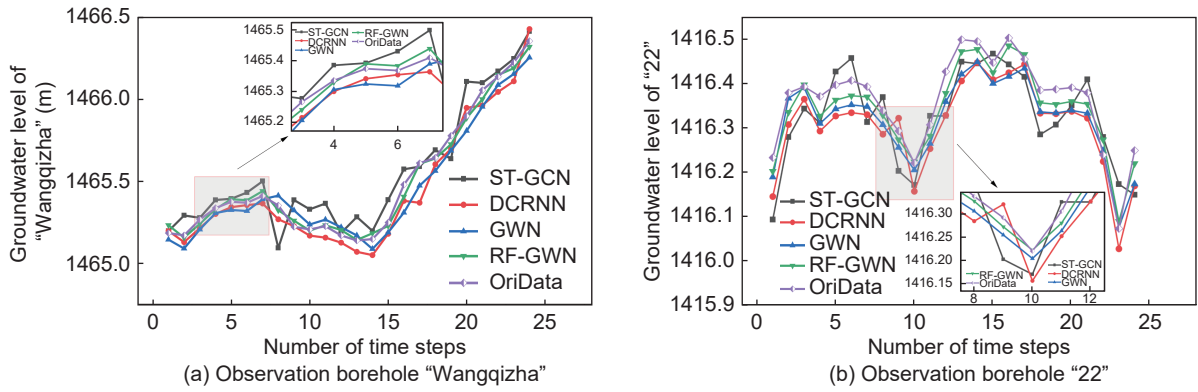 1466.5
1466.0
1465.5
1465.0
Groundwater level of
"Wangqizha" (m)
1465.5
1465.4
1465.3
1465.2
4
6
ST-GCN
DCRNN
GWN
RF-GWN
OriData
ST-GCN
DCRNN
GWN
RF-GWN
OriData
0
5
10
15
20
25
Number of time steps
(a) Observation borehole "Wangqizha"
1416.5
1416.4
1416.3
1416.2
1416.1
1416.0
1415.9
Groundwater level of "22"
ST-GCN
DCRNN
GWN
RF-GWN
OriData
1416.30
1416.25
1416.20
1416.15
8
10
12
RF-GWN
OriData
ST-GCN
DCRNN
GWN
0
5
10
15
20
25
Number of time steps
(b) Observation borehole "22"